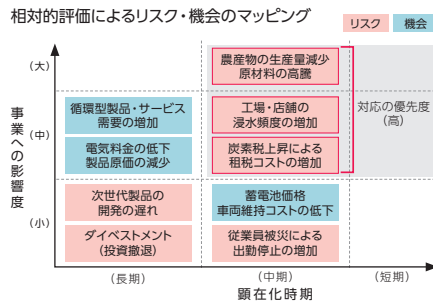 相対的評価によるリスク・機会のマッピング
リスク
機会
(大)
農産物の生産量減少
原材料の高騰
対応の優先度
(高)
(中)
循環型製品・サービス
需要の増加
工場・店舗の
浸水頻度の増加
電気料金の低下
製品原価の減少
炭素税上昇による
租税コストの増加
事業への影響度
(小)
次世代製品の
開発の遅れ
蓄電池価格
車両維持コストの低下
ダイベストメント
(投資撤退)
従業員被災による
出勤停止の増加
(長期)
(中期)
(短期)
顕在化時期